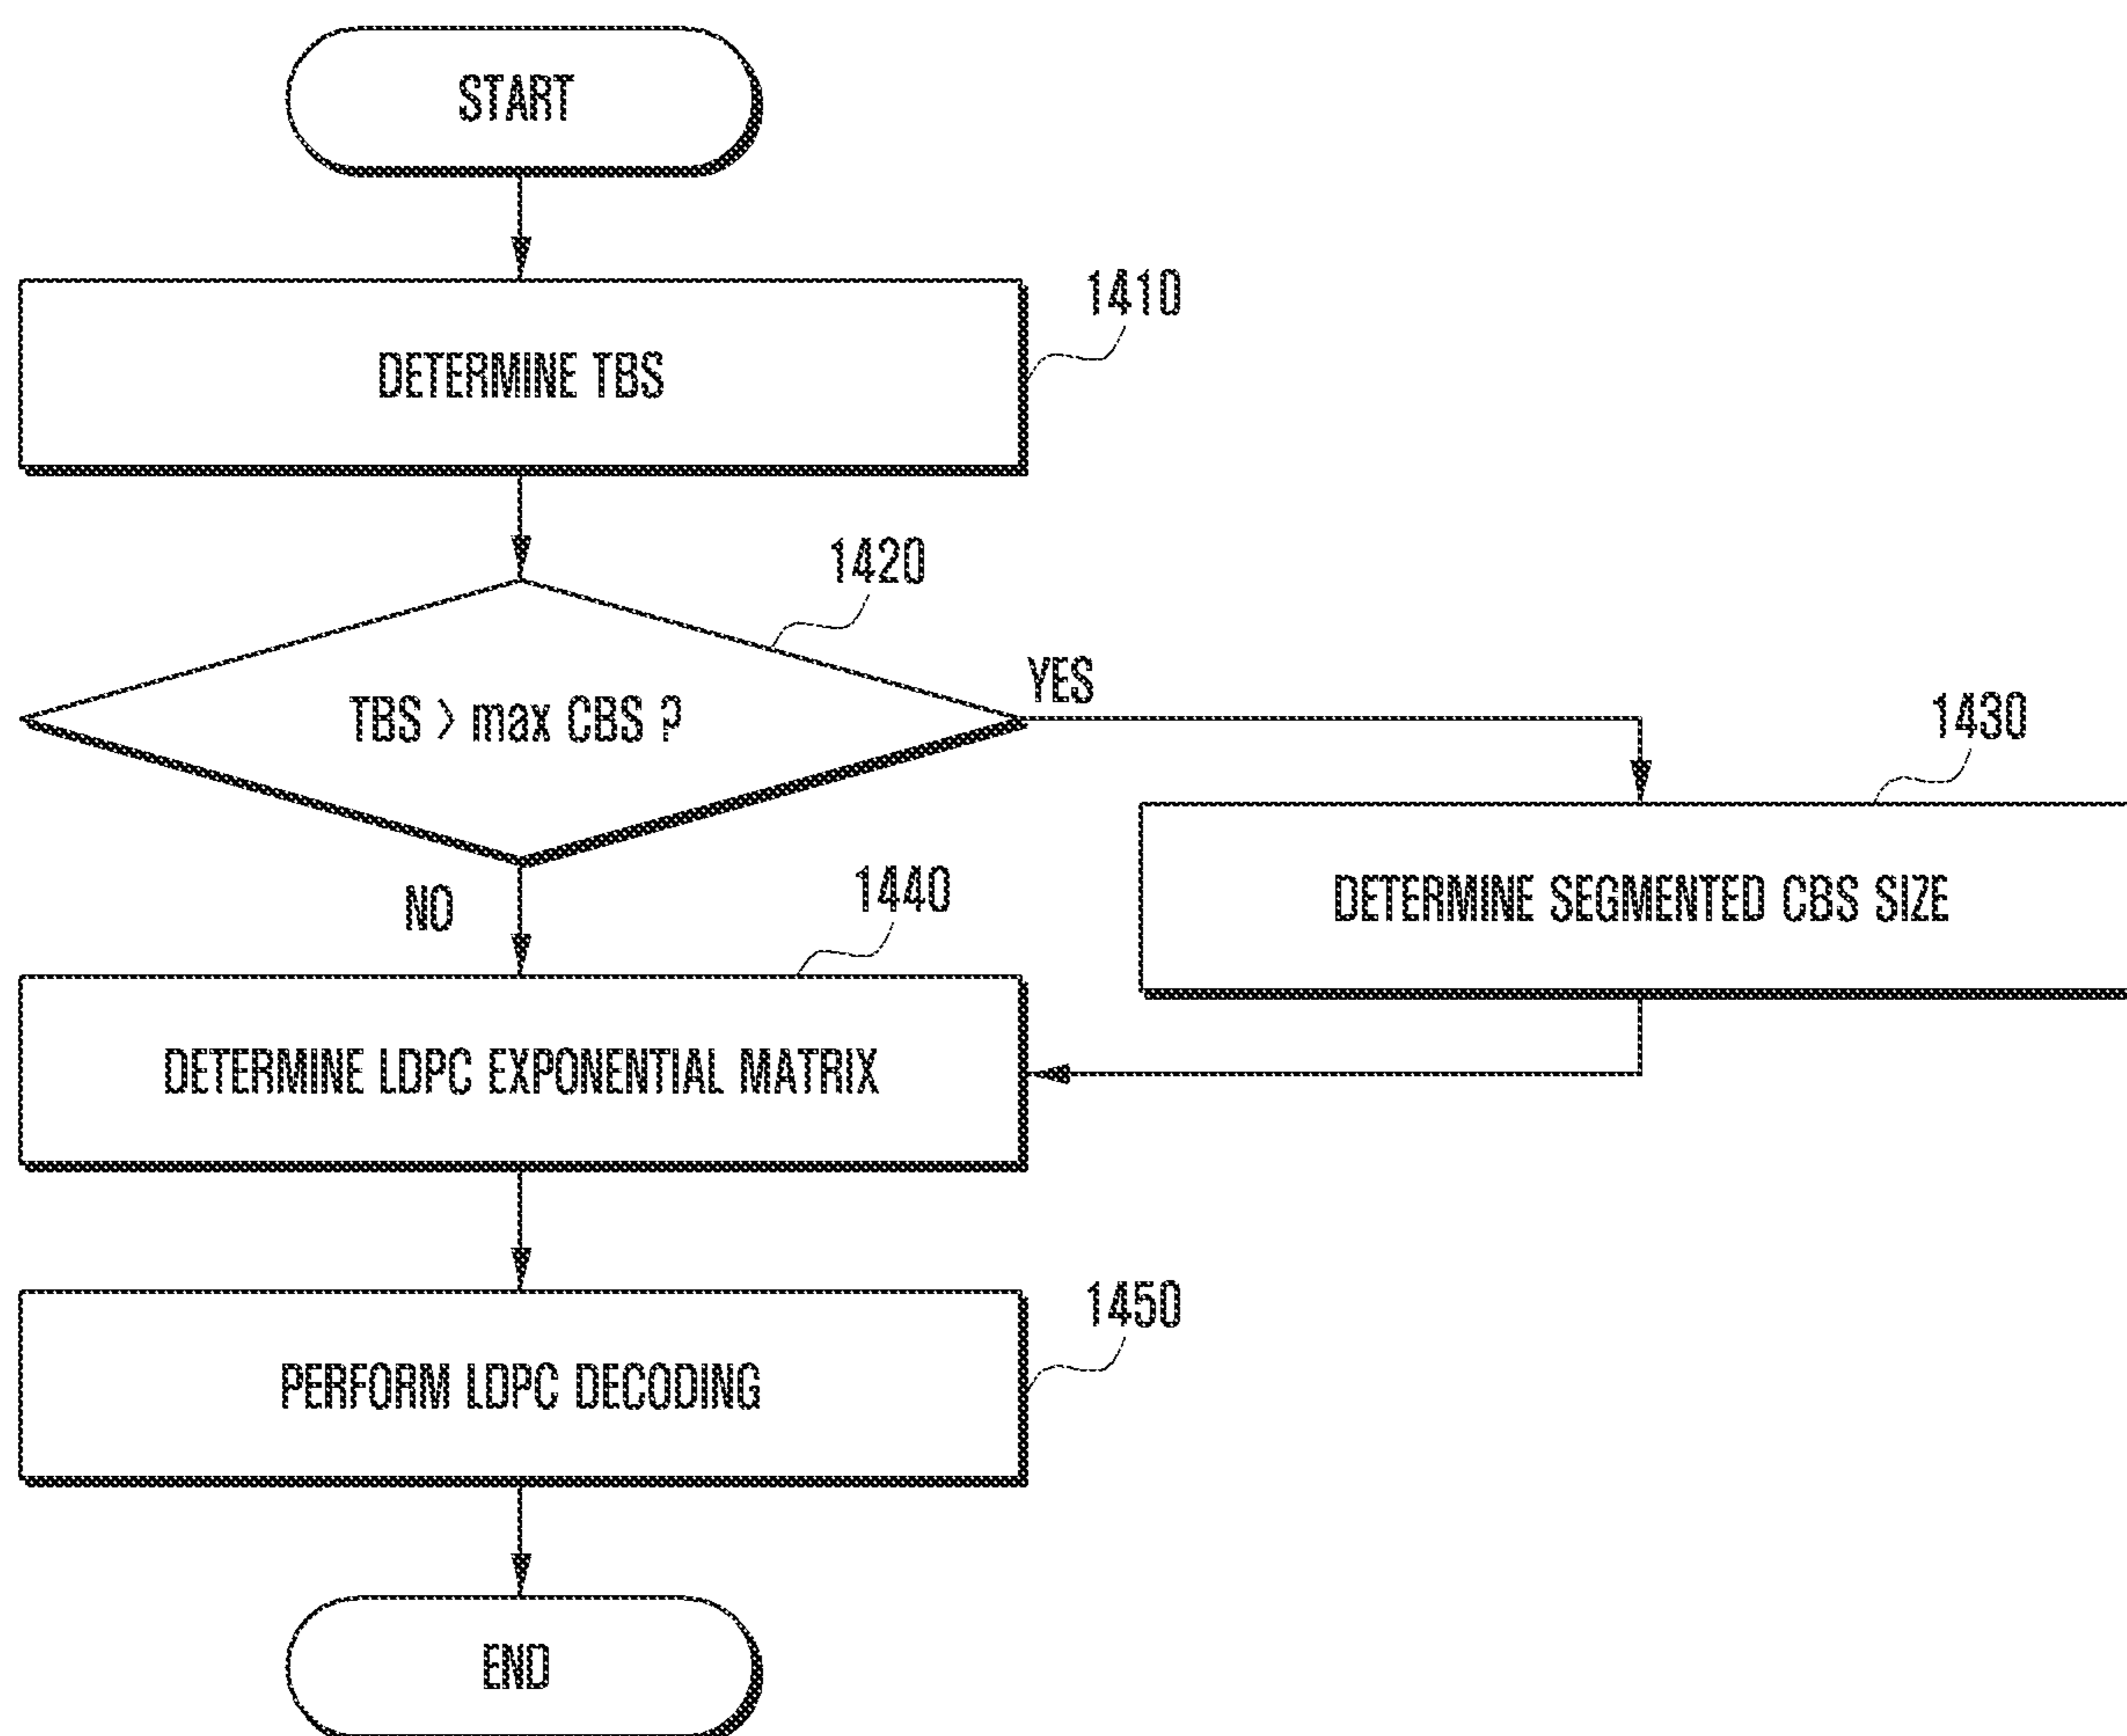 START
1410
DETERMINE TBS
1420
TBS > max CBS ?
YES
1430
DETERMINE SEGMENTED CBS SIZE
NO
1440
DETERMINE LDPC EXPONENTIAL MATRIX
1450
PERFORM LDPC DECODING
END